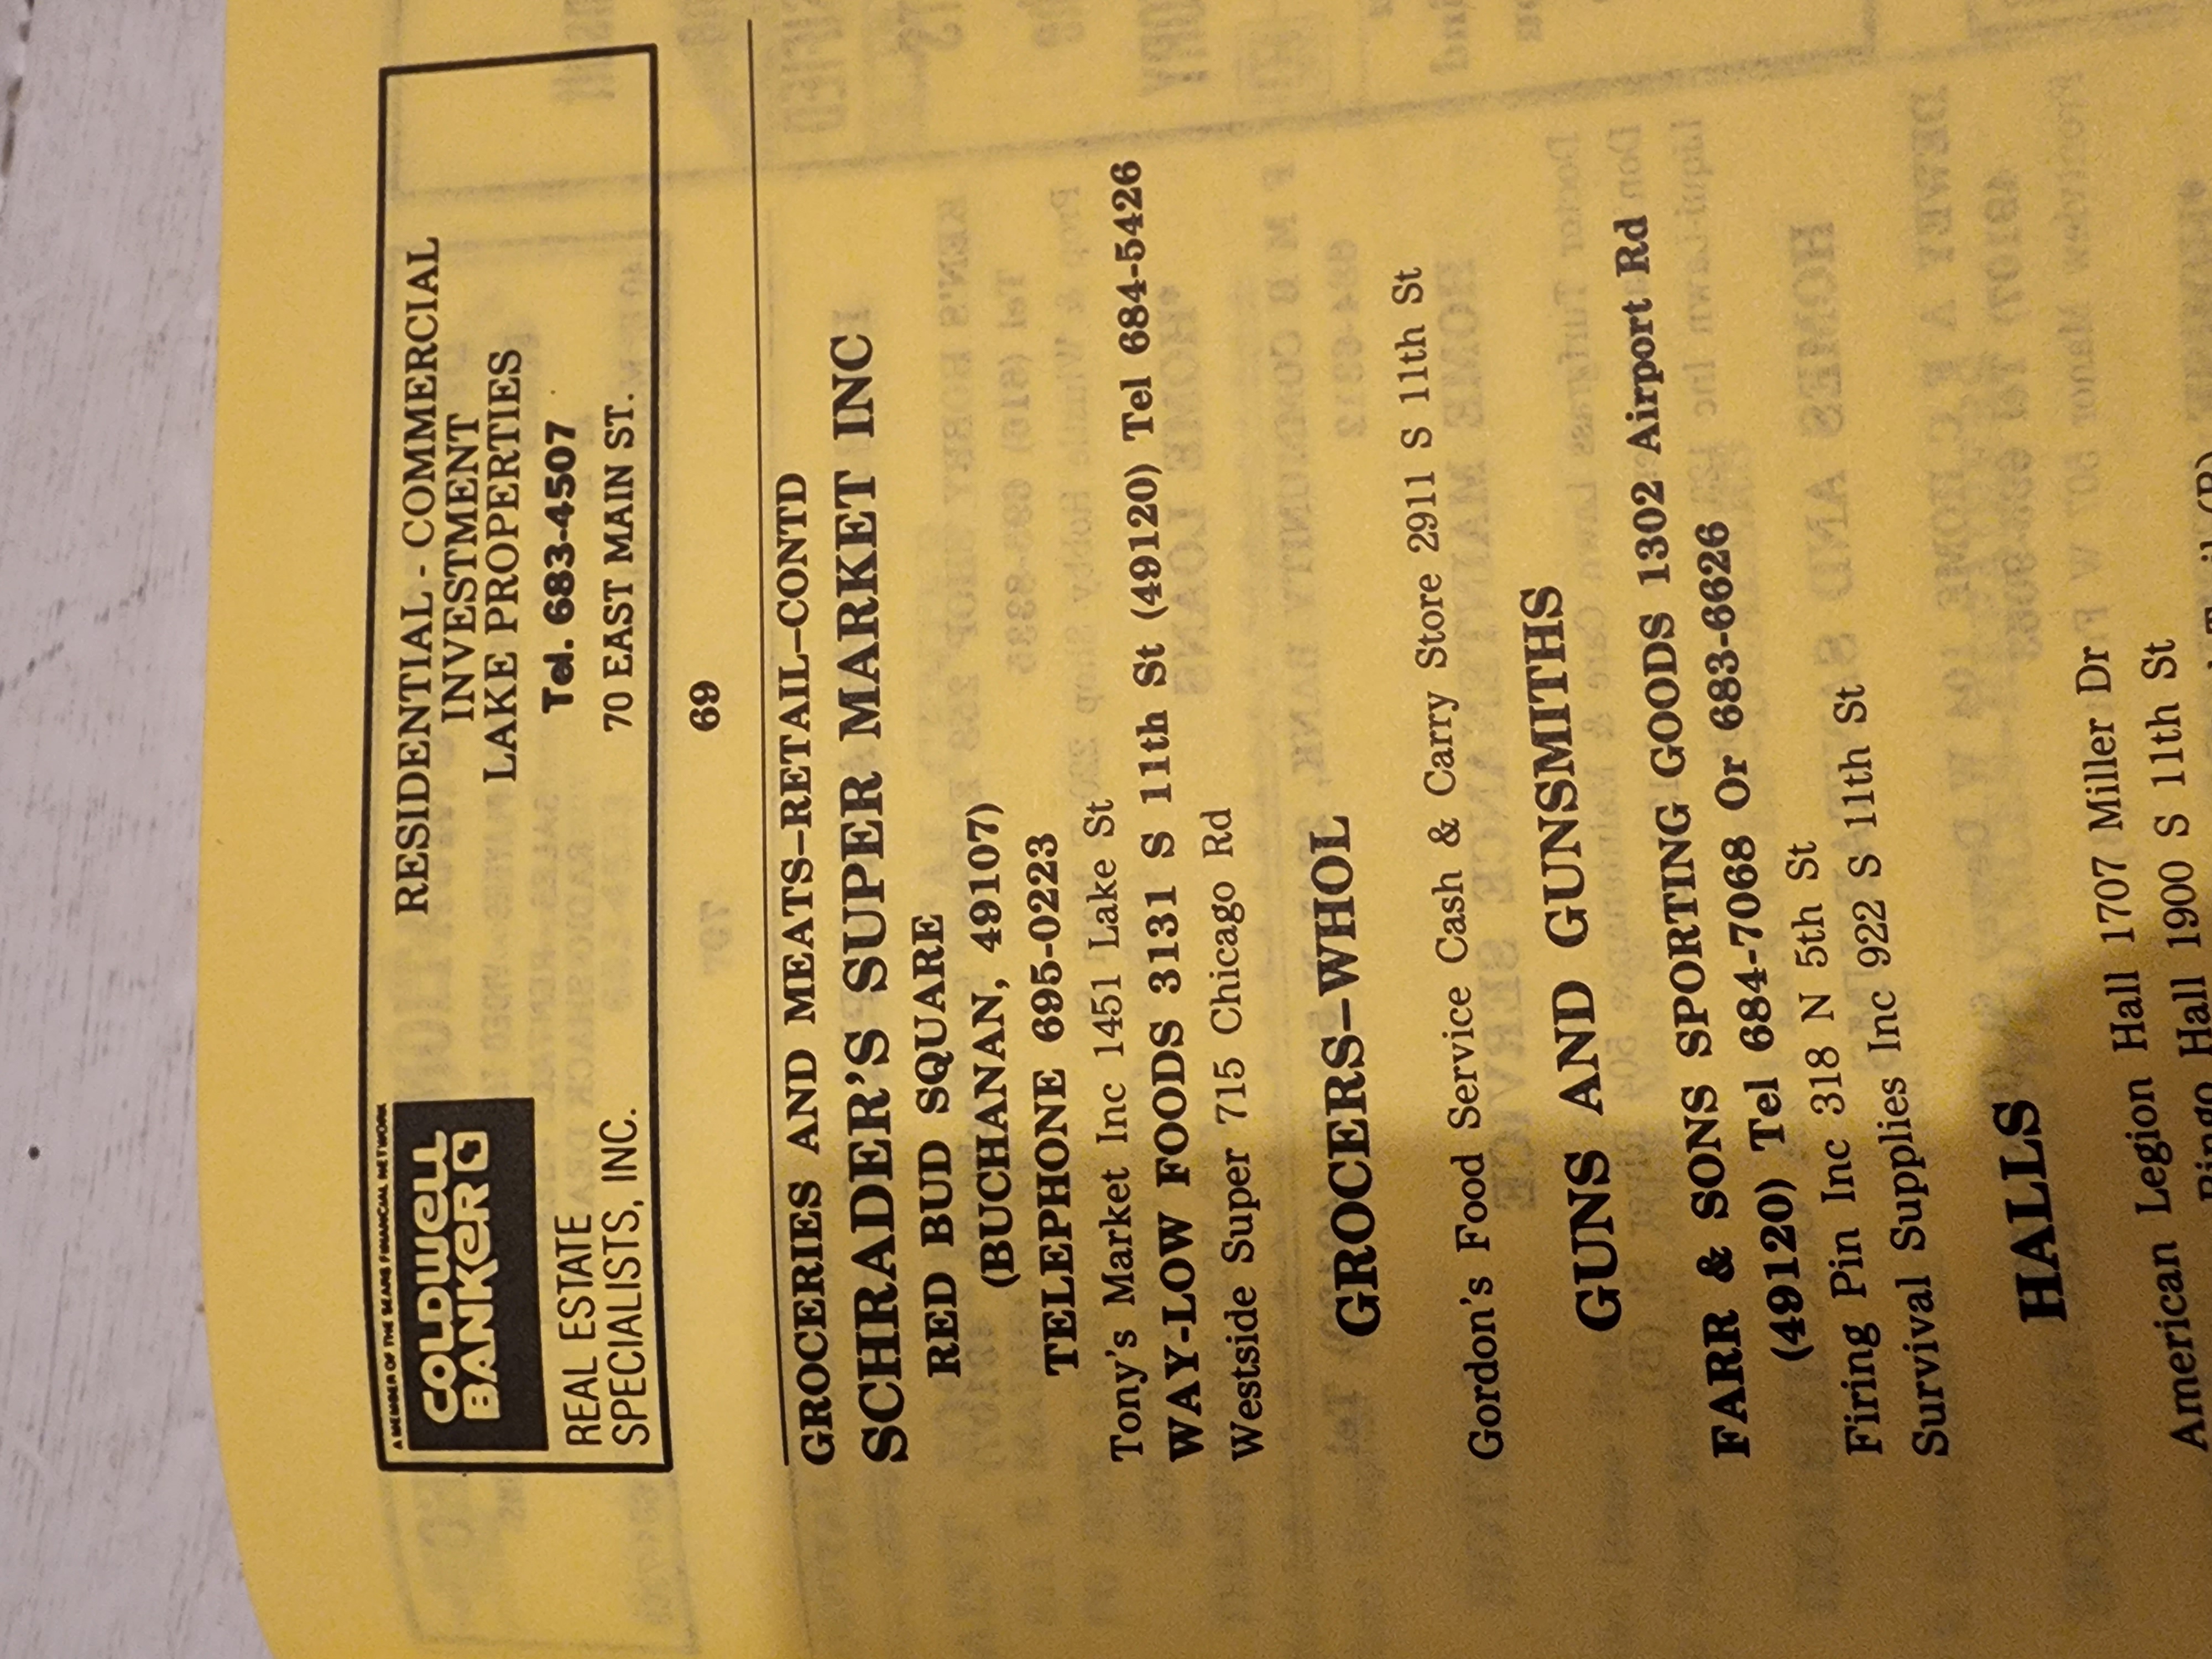 A MEMBER OF THE SEARS FINANCIAL NETWORK
COLDWELL
BANKER
REAL ESTATE
SPECIALISTS, INC.
RESIDENTIAL - COMMERCIAL
INVESTMENT
LAKE PROPERTIES
Tel. 683-4507
70 EAST MAIN ST.
69
GROCERIES AND MEATS—RETAIL—CONTD
SCHRADER'S SUPER MARKET INC
RED BUD SQUARE
(BUCHANAN, 49107)
TELEPHONE 695-0223
Tony's Market Inc 1451 Lake St
WAY-LOW FOODS 3131 S 11th St (49120) Tel 684-5426
Westside Super 715 Chicago Rd
GROCERS—WHOL
Gordon's Food Service Cash & Carry Store 2911 S 11th St
GUNS AND GUNSMITHS
FARR & SONS SPORTING GOODS 1302 Airport Rd
(49120) Tel 684-7068 Or 683-6626
Firing Pin Inc 318 N 5th St
Survival Supplies Inc 922 S 11th St
HALLS
American Legion Hall 1707 Miller Dr
Hall 1900 S 11th St